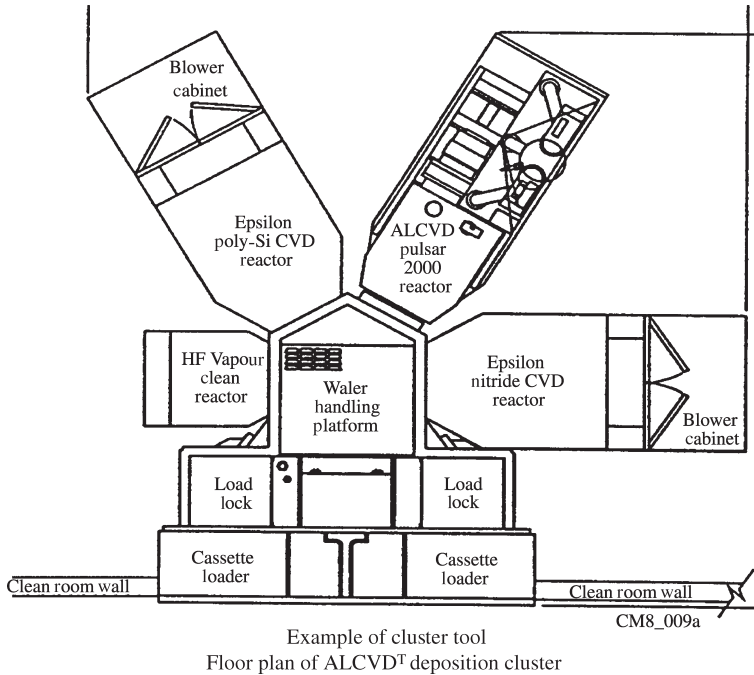 Blower
cabinet
Epsilon
poly-Si CVD
reactor
ALCVD
pulsar
2000
reactor
HF Vapour
clean
reactor
Waler
handling
platform
Epsilon
nitride CVD
reactor
Blower
cabinet
Load
lock
Load
lock
Cassette
loader
Cassette
loader
Clean room wall
Clean room wall
CM8_009a
Example of cluster tool
Floor plan of ALCVDᵀ deposition cluster